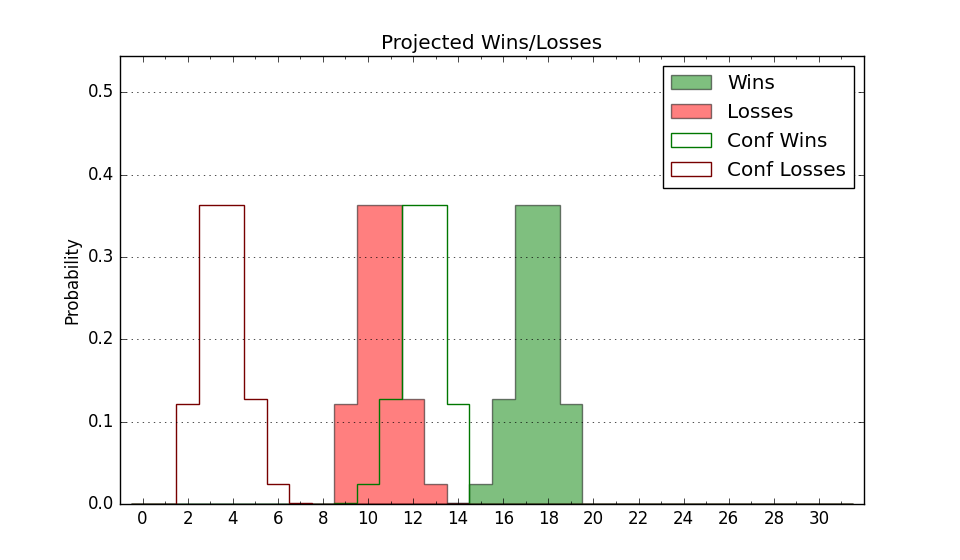 Projected Wins/Losses
Wins
Losses
Conf Wins
Conf Losses
Probability
0.5
0.4
0.3
0.2
0.1
0.0
0 2 4 6 8 10 12 14 16 18 20 22 24 26 28 30